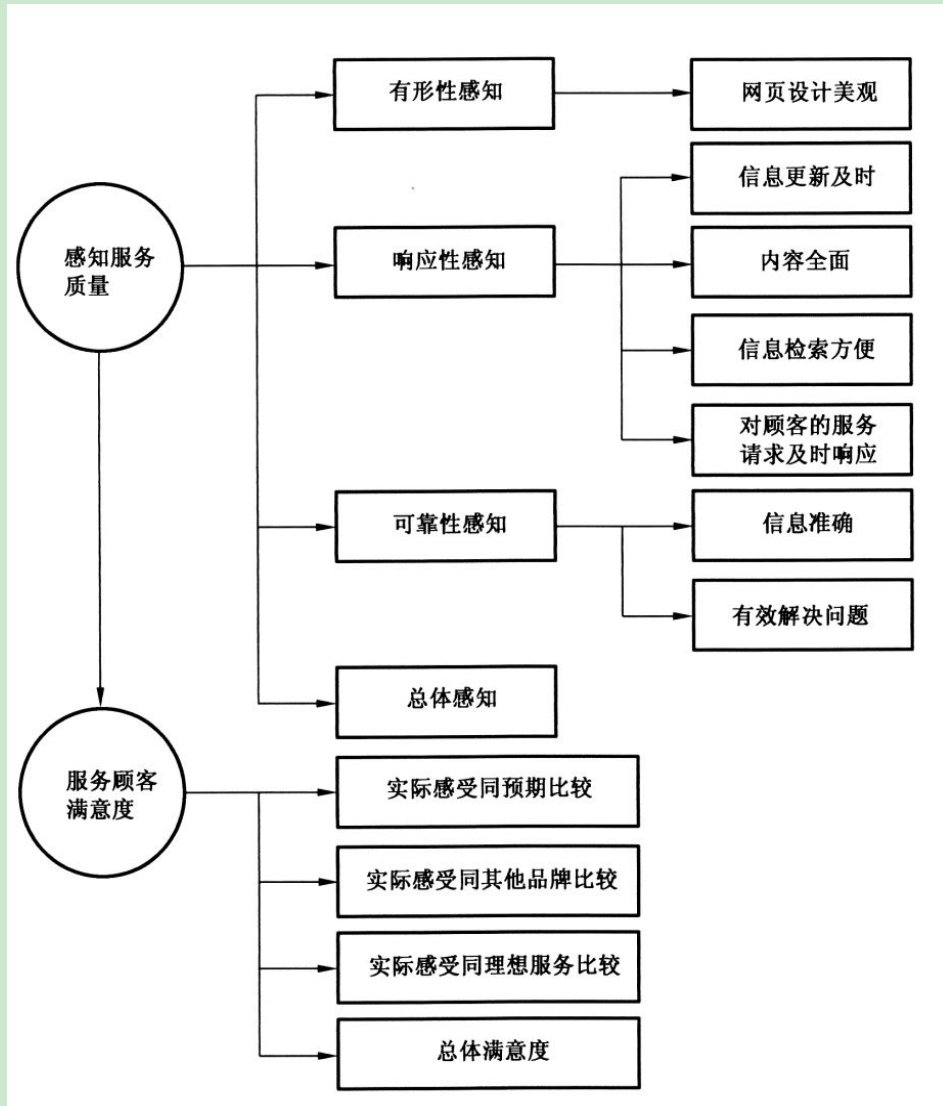 有形性感知
网页设计美观
信息更新及时
感知服务
质量
响应性感知
内容全面
信息检索方便
对顾客的服务
请求及时响应
可靠性感知
信息准确
有效解决问题
总体感知
服务顾客
满意度
实际感受同预期比较
实际感受同其他品牌比较
实际感受同理想服务比较
总体满意度